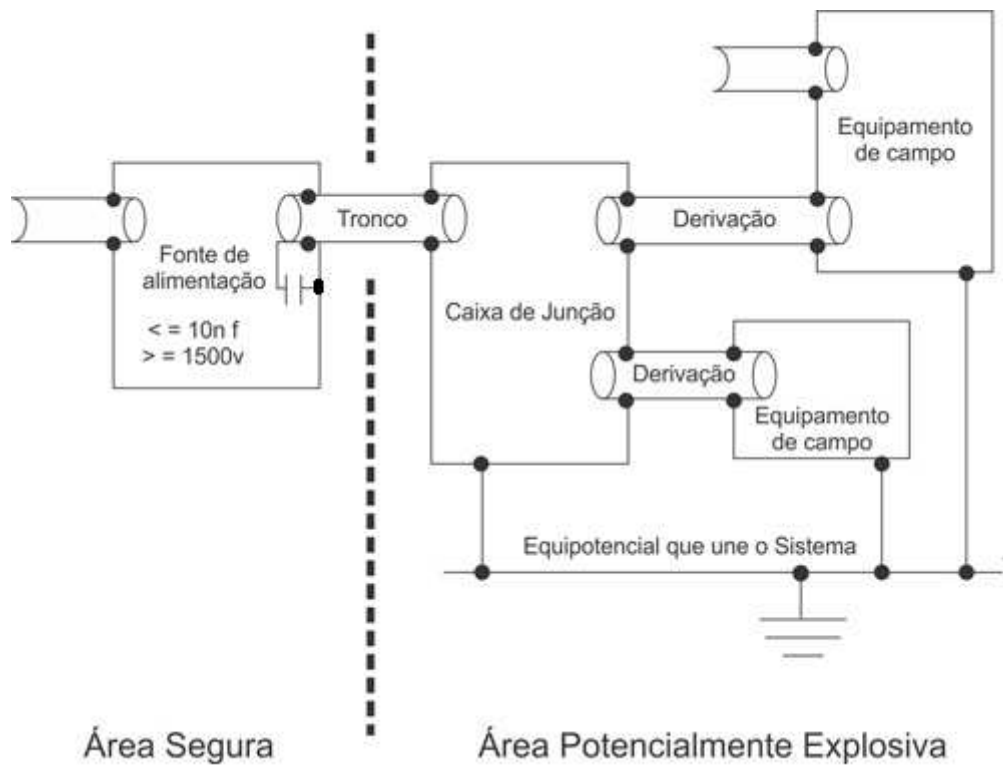 Equipamento
de campo
Tronco
Derivação
Fonte de
alimentação
< = 10n f
> = 1500v
Caixa de Junção
Derivação
Equipamento
de campo
Equipotencial que une o Sistema
Área Segura
Área Potencialmente Explosiva